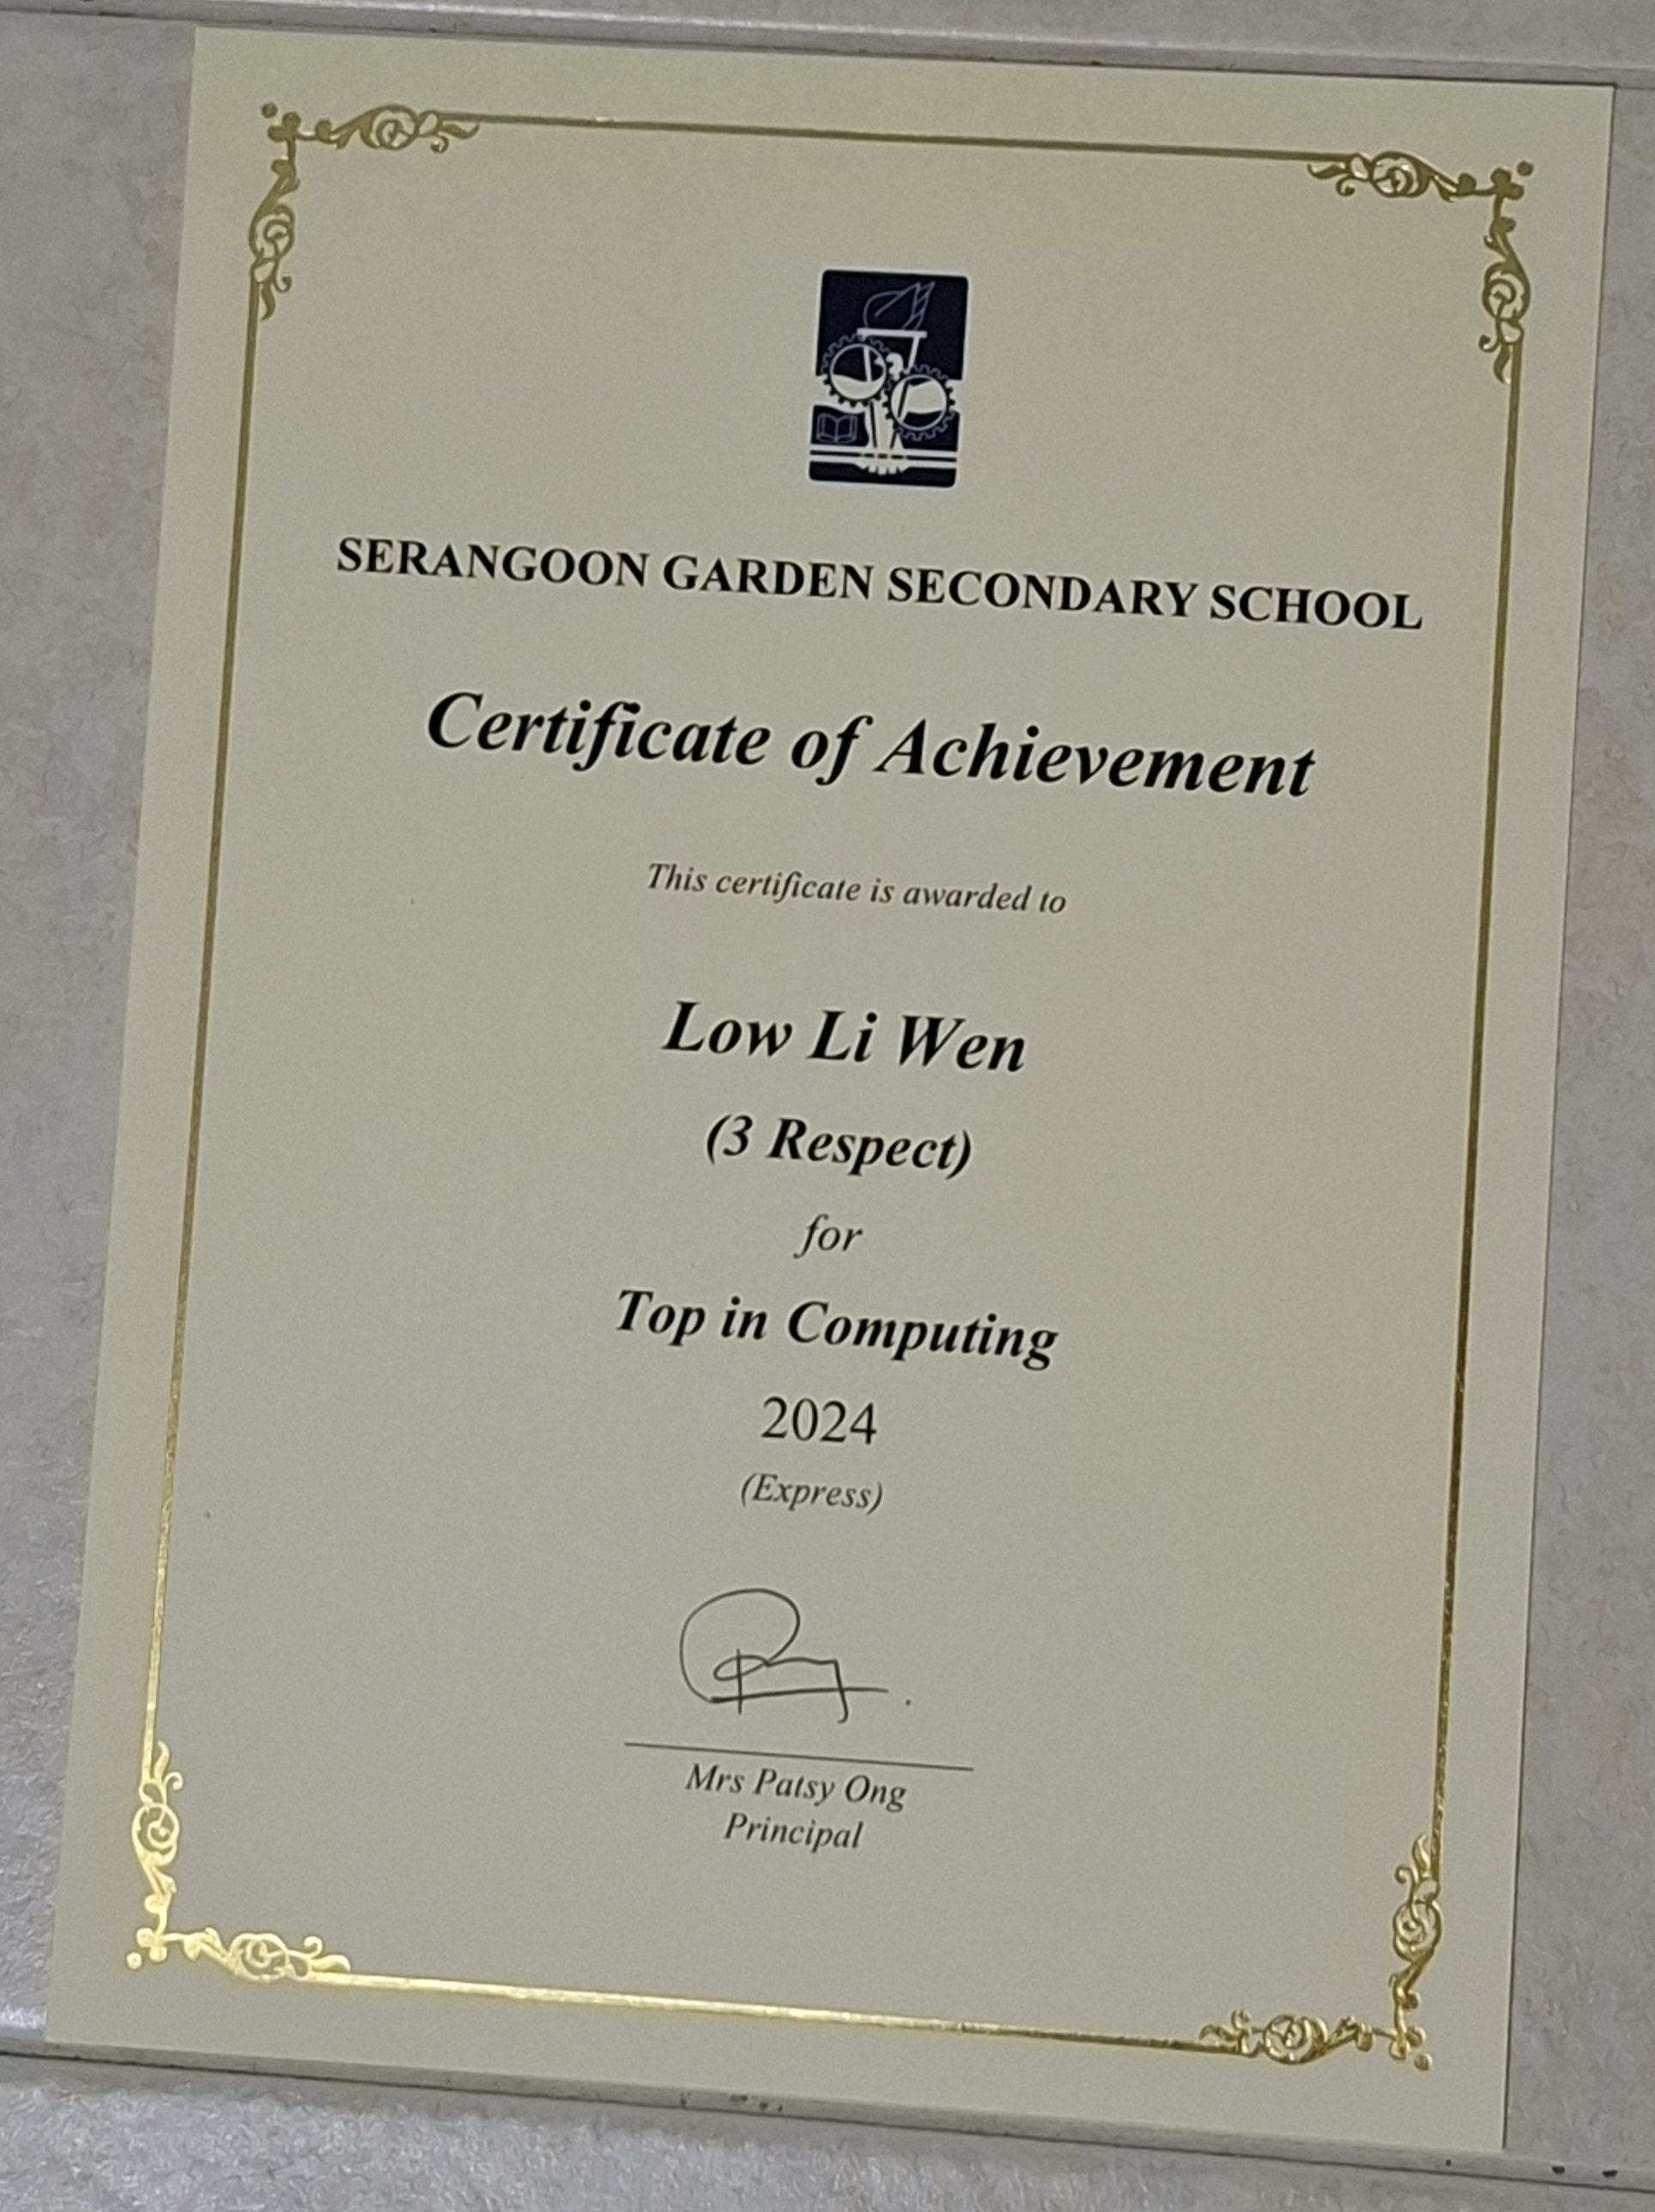 SERANGOON GARDEN SECONDARY SCHOOL
Certificate of Achievement
This certificate is awarded to
Low Li Wen
(3 Respect)
for
Top in Computing
2024
(Express)
Mrs Patsy Ong
Principal